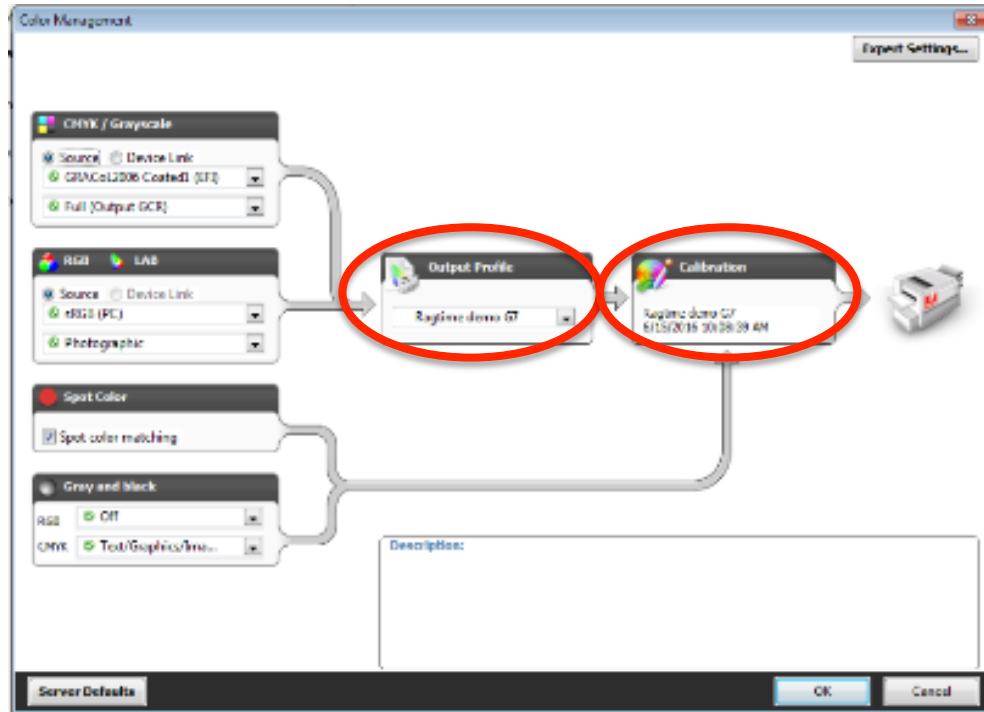 Color Management
Expert Settings...
CMYK / Grayscale
Source Device Link
GRACoL2006 Coated1 (EFI)
Full (Output GCR)
RGB LAB
Source Device Link
sRGB (PC)
Photographic
Spot Color
Spot color matching
Gray and black
RGB Off
CMYK Text/Graphics/Ima...
Output Profile
Ragtime demo G7
Calibration
Ragtime demo G7
6/15/2016 10:08:39 AM
Description:
Server Defaults
OK
Cancel